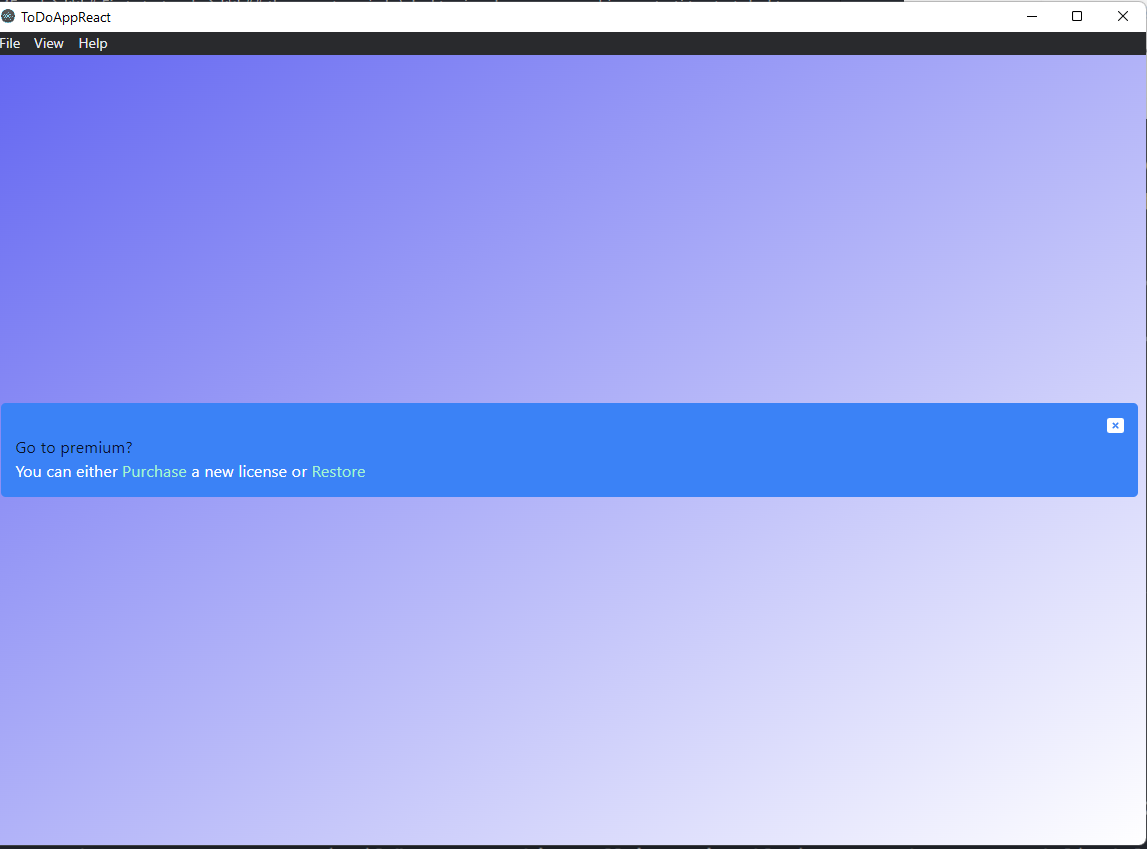 ToDoAppReact
File View Help
Go to premium?
You can either Purchase a new license or Restore